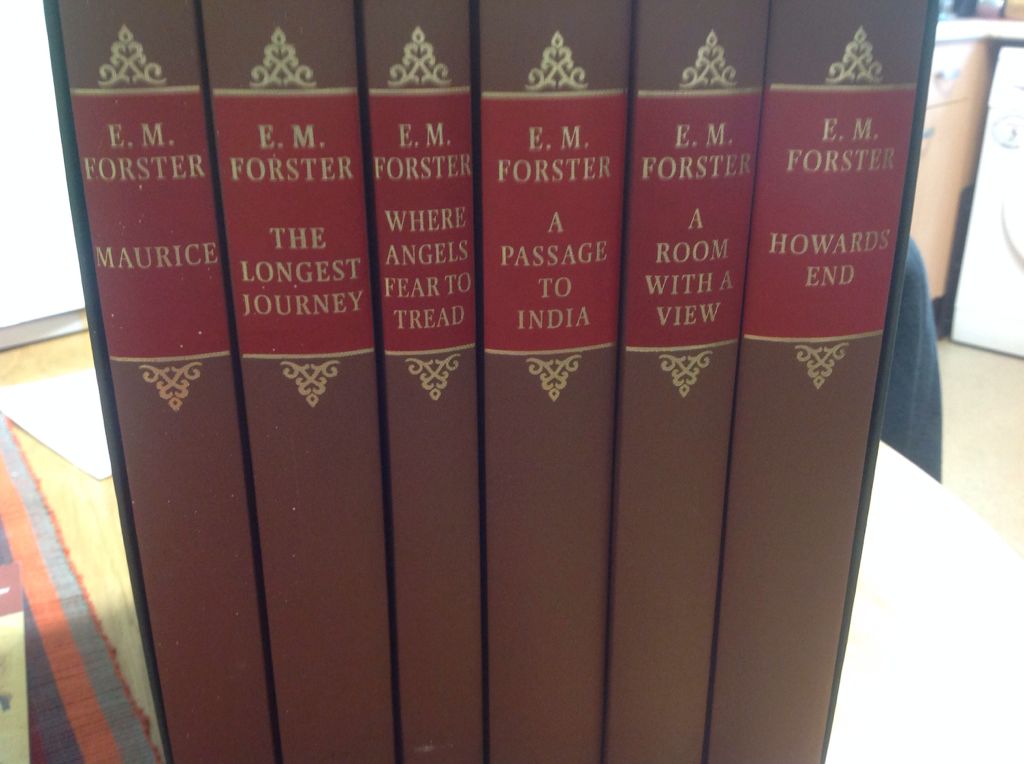 E. M.
FORSTER
MAURICE
E. M.
FORSTER
THE
LONGEST
JOURNEY
E. M.
FORSTER
WHERE
ANGELS
FEAR TO
TREAD
E. M.
FORSTER
A
PASSAGE
TO
INDIA
E. M.
FORSTER
A
ROOM
WITH A
VIEW
E. M.
FORSTER
HOWARDS
END